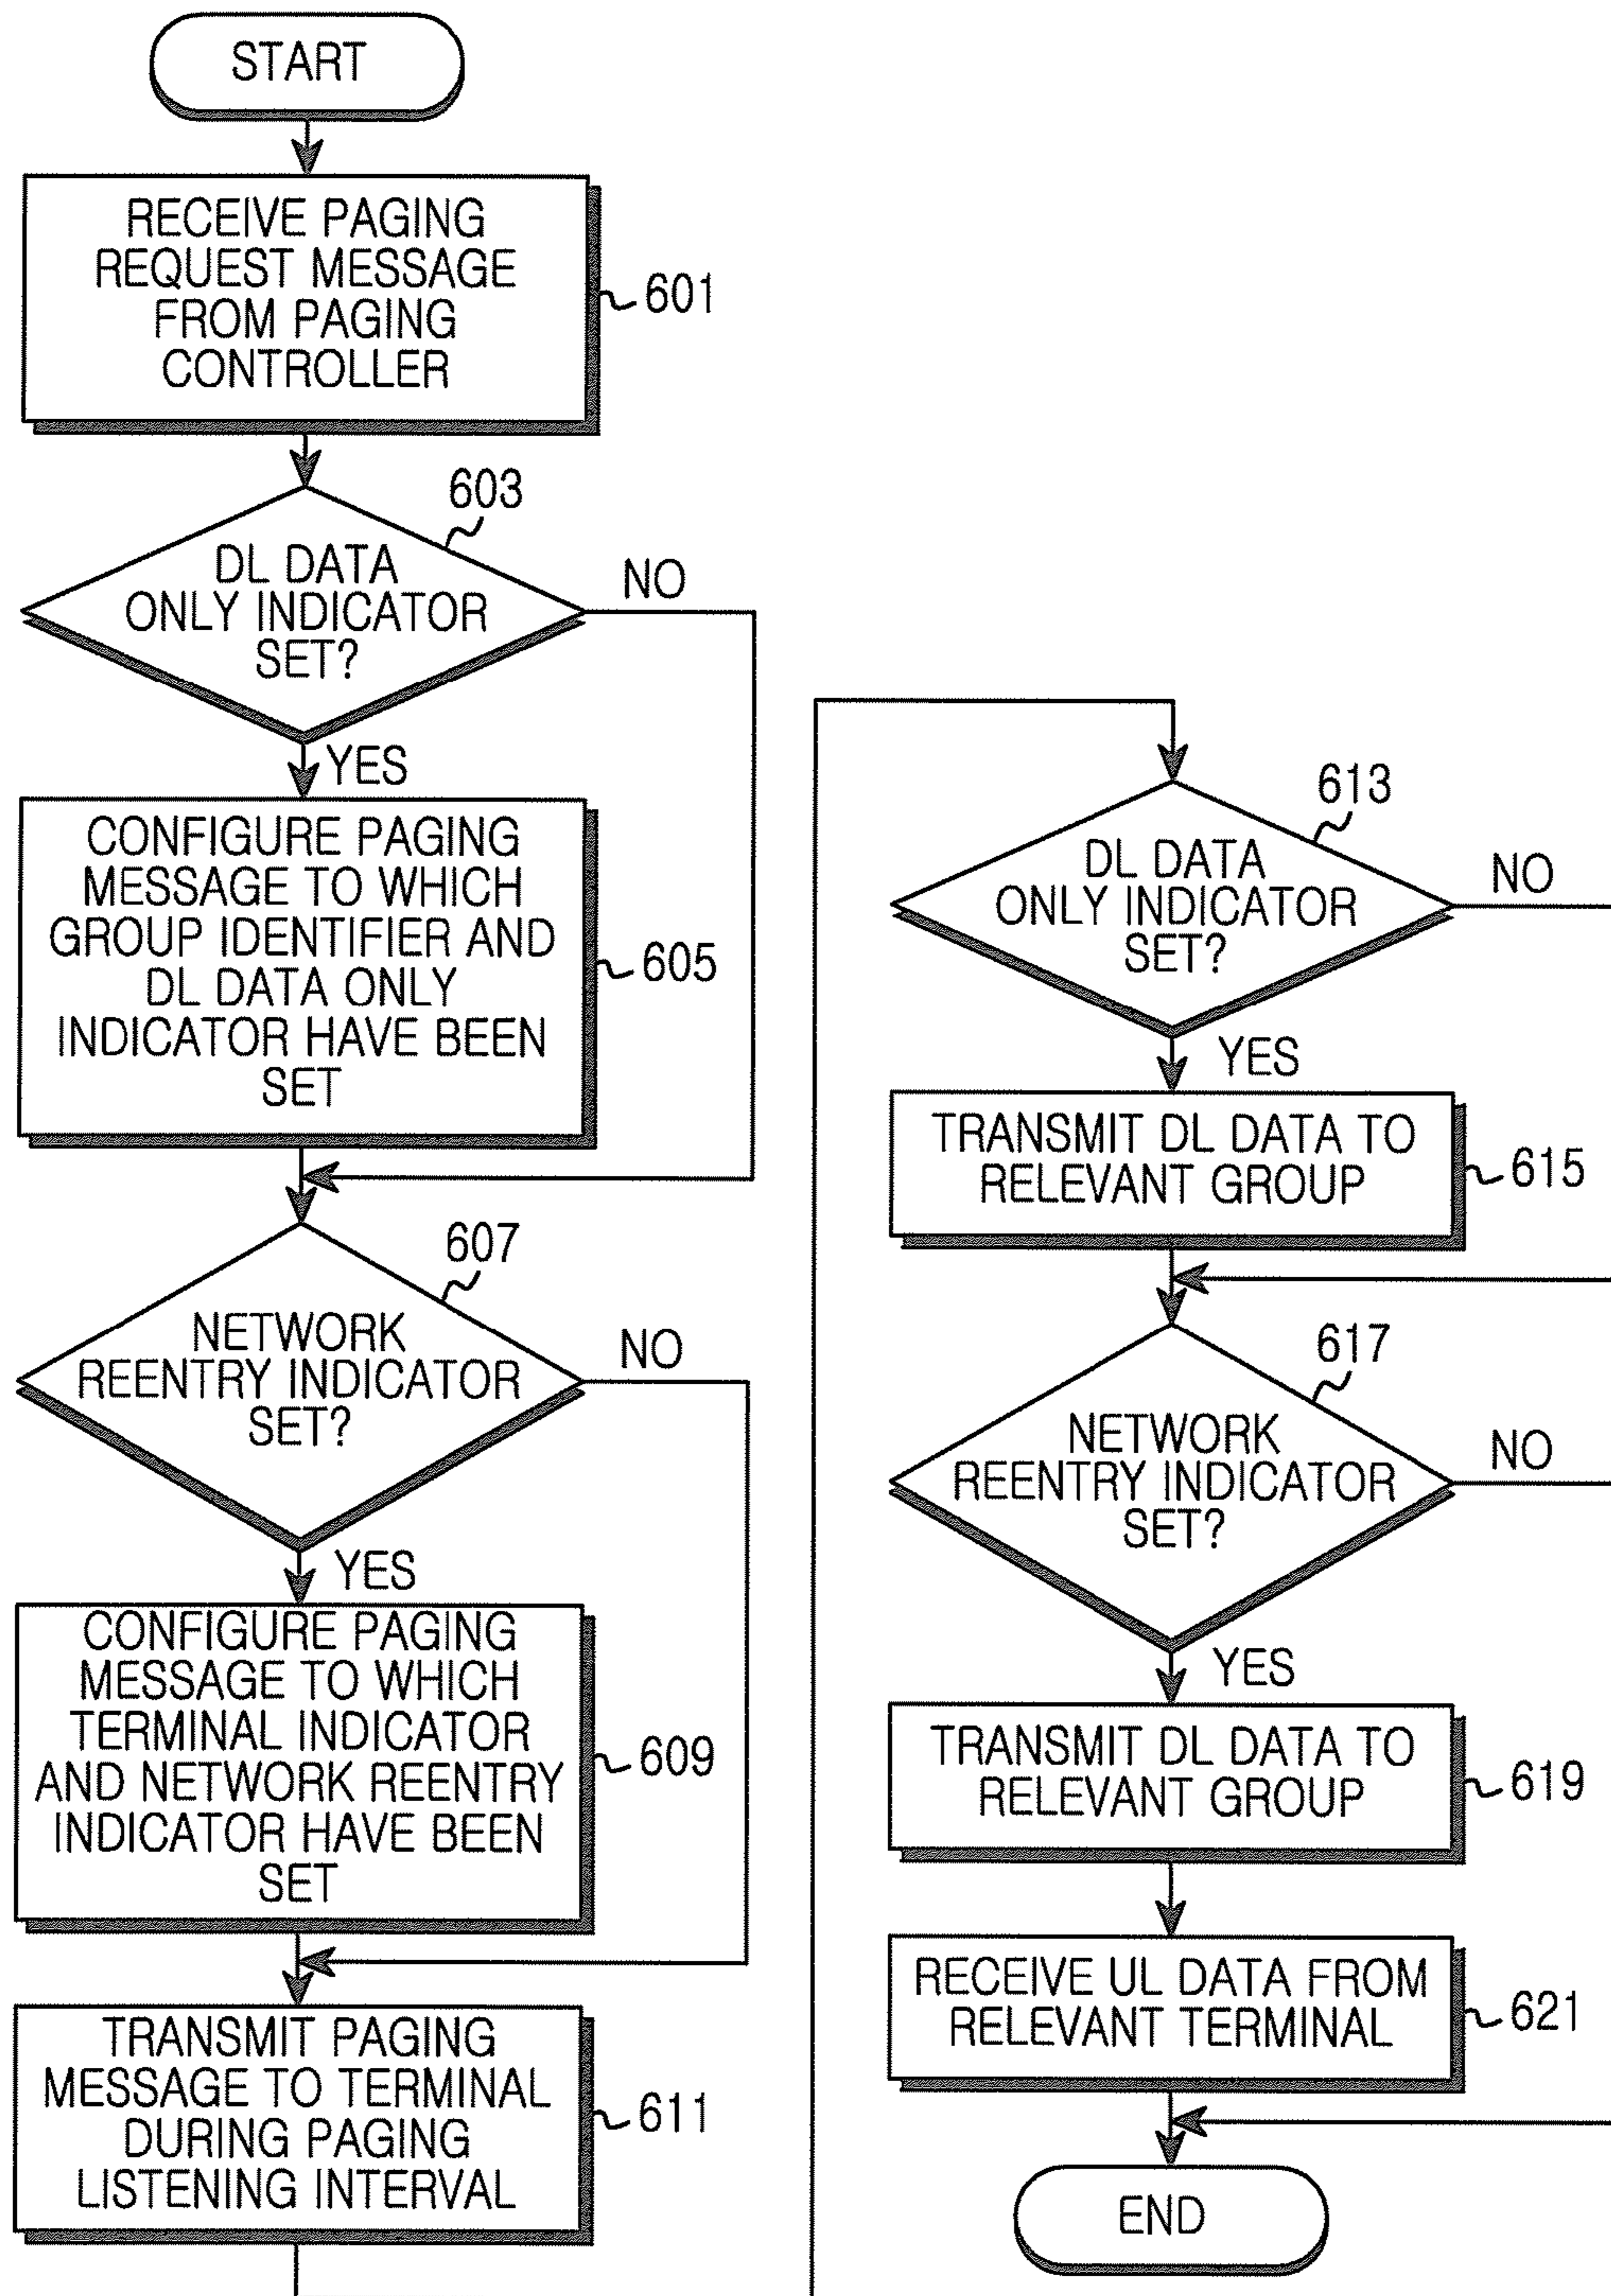 START
RECEIVE PAGING
REQUEST MESSAGE
FROM PAGING
CONTROLLER
601
603
DL DATA
ONLY INDICATOR
SET?
NO
YES
CONFIGURE PAGING
MESSAGE TO WHICH
GROUP IDENTIFIER AND
DL DATA ONLY
INDICATOR HAVE BEEN
SET
605
607
NETWORK
REENTRY INDICATOR
SET?
NO
YES
CONFIGURE PAGING
MESSAGE TO WHICH
TERMINAL INDICATOR
AND NETWORK REENTRY
INDICATOR HAVE BEEN
SET
609
TRANSMIT PAGING
MESSAGE TO TERMINAL
DURING PAGING
LISTENING INTERVAL
611
613
DL DATA
ONLY INDICATOR
SET?
NO
YES
TRANSMIT DL DATA TO
RELEVANT GROUP
615
617
NETWORK
REENTRY INDICATOR
SET?
NO
YES
TRANSMIT DL DATA TO
RELEVANT GROUP
619
RECEIVE UL DATA FROM
RELEVANT TERMINAL
621
END